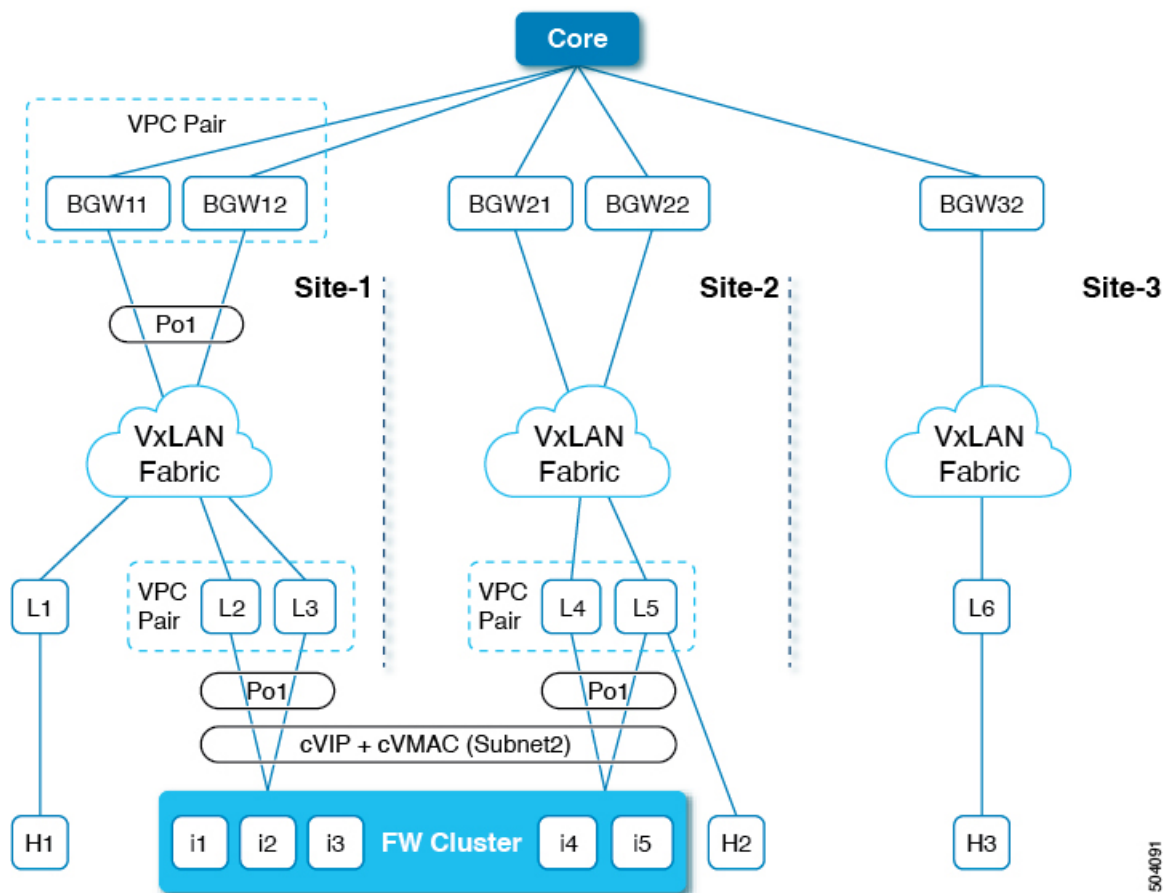 Core
VPC Pair
BGW11
BGW12
BGW21
BGW22
BGW32
Site-1
Site-2
Site-3
Po1
VxLAN
Fabric
VxLAN
Fabric
VxLAN
Fabric
L1
VPC
Pair
L2
L3
VPC
Pair
L4
L5
L6
Po1
Po1
cVIP + cVMAC (Subnet2)
H1
i1
i2
i3
FW Cluster
i4
i5
H2
H3
504091